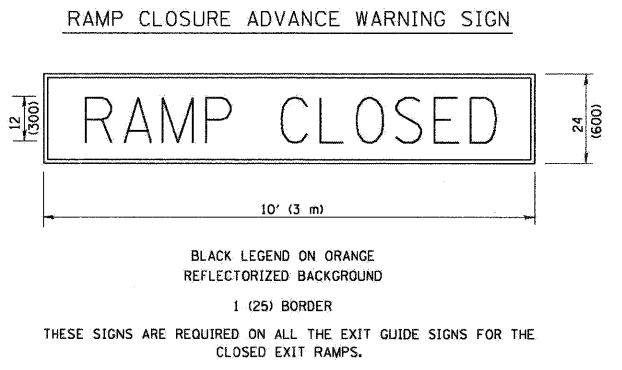 RAMP CLOSURE ADVANCE WARNING SIGN
12
(300)
RAMP CLOSED
24
(600)
10' (3 m)
BLACK LEGEND ON ORANGE
REFLECTORIZED BACKGROUND
1 (25) BORDER
THESE SIGNS ARE REQUIRED ON ALL THE EXIT GUIDE SIGNS FOR THE
CLOSED EXIT RAMPS.